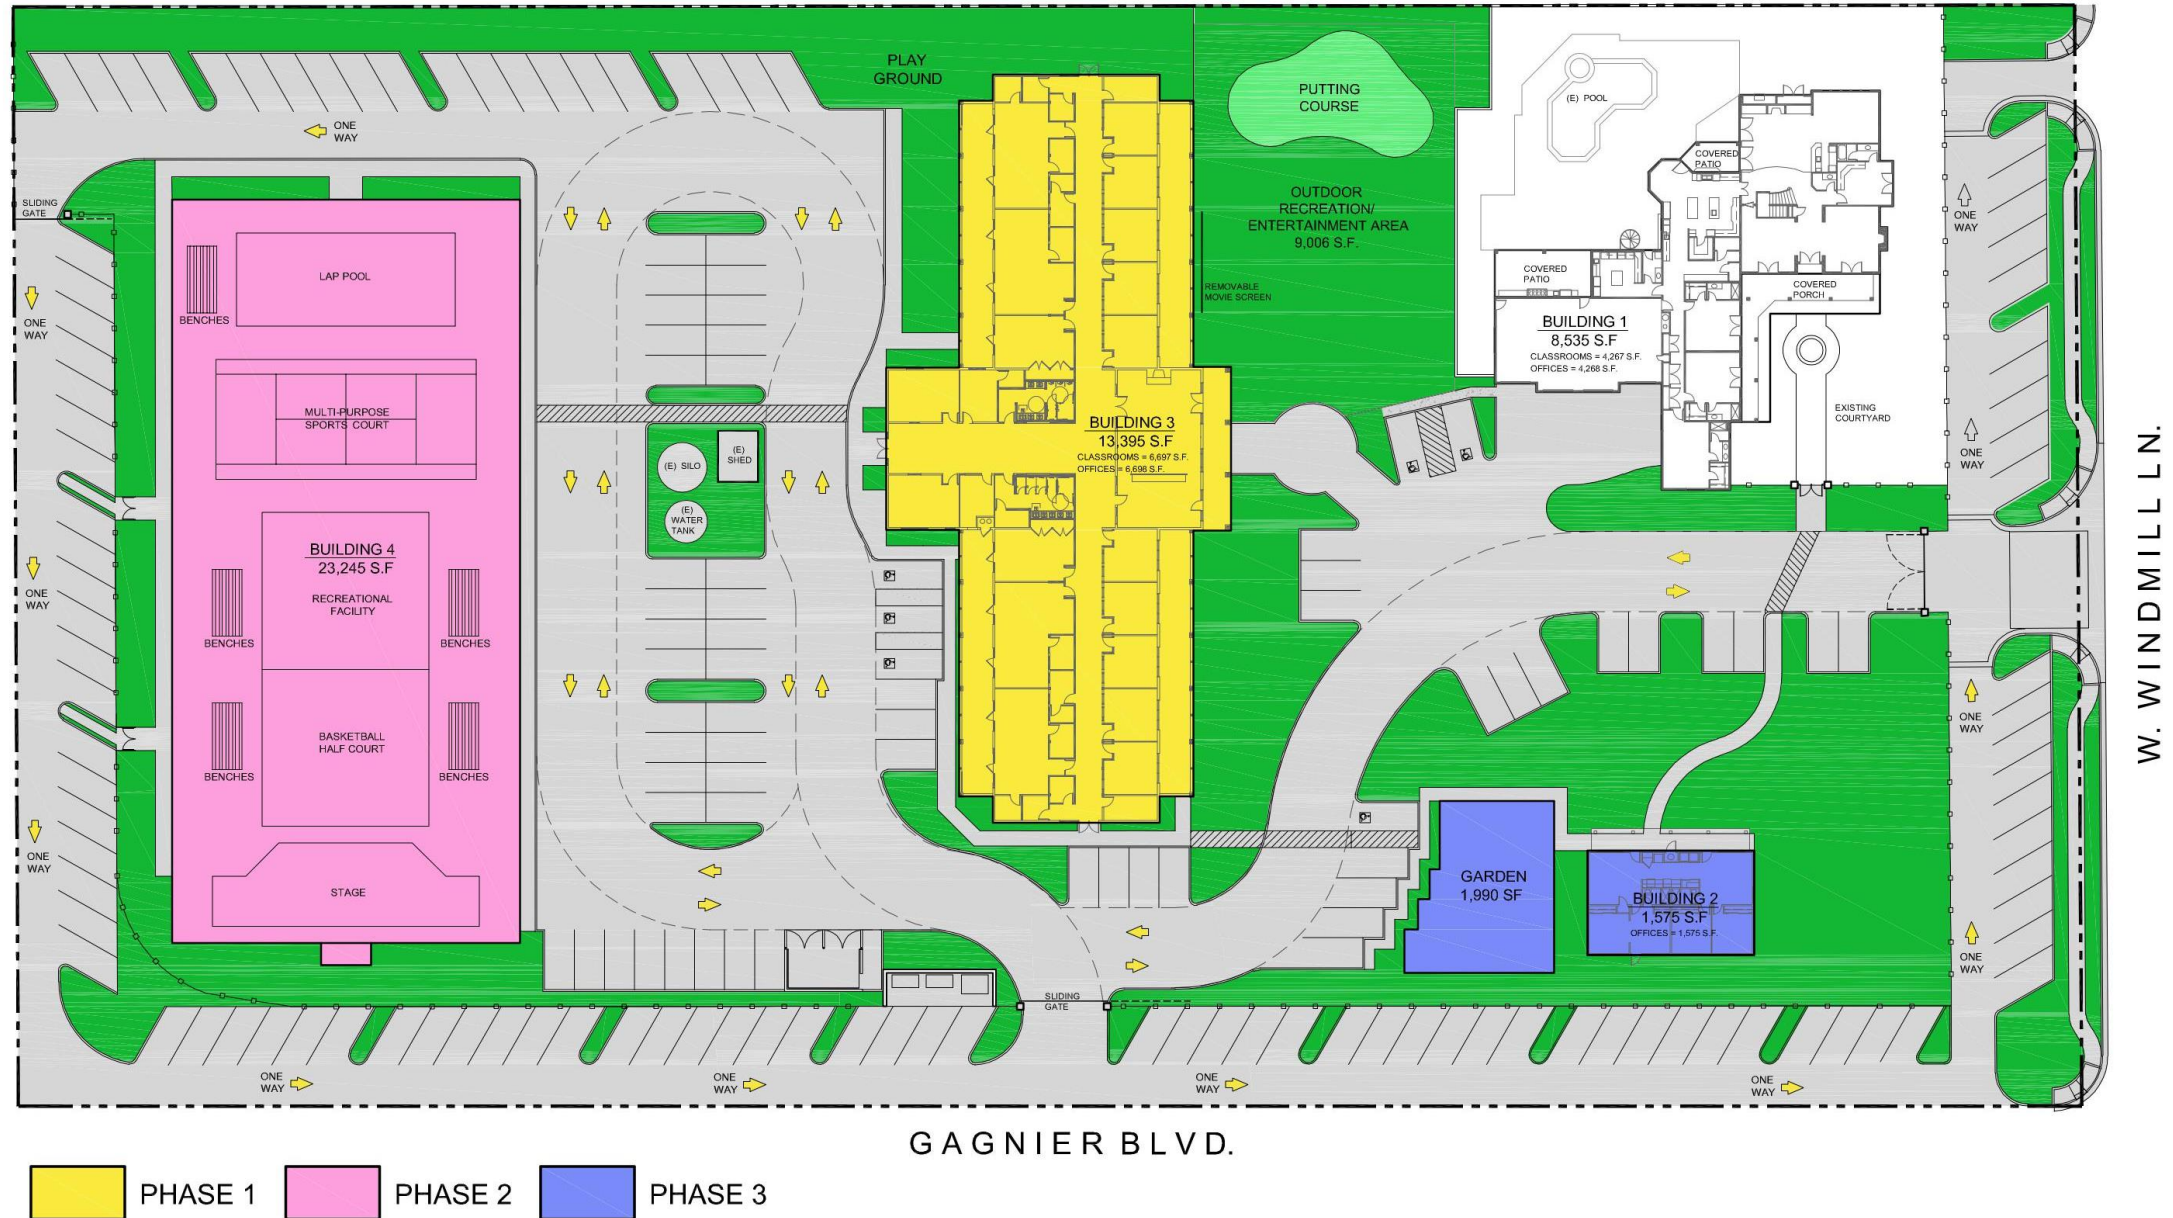 PLAY
GROUND
PUTTING
COURSE
(E) POOL
ONE
WAY
COVERED
PATIO
OUTDOOR
RECREATION/
ENTERTAINMENT AREA
9,006 S.F.
SLIDING
GATE
ONE
WAY
LAP POOL
BENCHES
ONE
WAY
REMOVABLE
MOVIE SCREEN
COVERED
PATIO
COVERED
PORCH
BUILDING 1
8,535 S.F
CLASSROOMS = 4,267 S.F.
OFFICES = 4,268 S.F.
MULTI-PURPOSE
SPORTS COURT
BUILDING 3
13,395 S.F
CLASSROOMS = 6,697 S.F.
OFFICES = 6,698 S.F.
EXISTING
COURTYARD
(E) SILO
(E)
SHED
(E)
WATER
TANK
ONE
WAY
BUILDING 4
23,245 S.F
RECREATIONAL
FACILITY
ONE
WAY
BENCHES
BENCHES
W. WINDMILL LN.
BASKETBALL
HALF COURT
BENCHES
BENCHES
ONE
WAY
ONE
WAY
STAGE
GARDEN
1,990 SF
BUILDING 2
1,575 S.F
OFFICES = 1,575 S.F.
ONE
WAY
SLIDING
GATE
ONE
WAY
ONE
WAY
ONE
WAY
ONE
WAY
GAGNIER BLVD.
PHASE 1
PHASE 2
PHASE 3